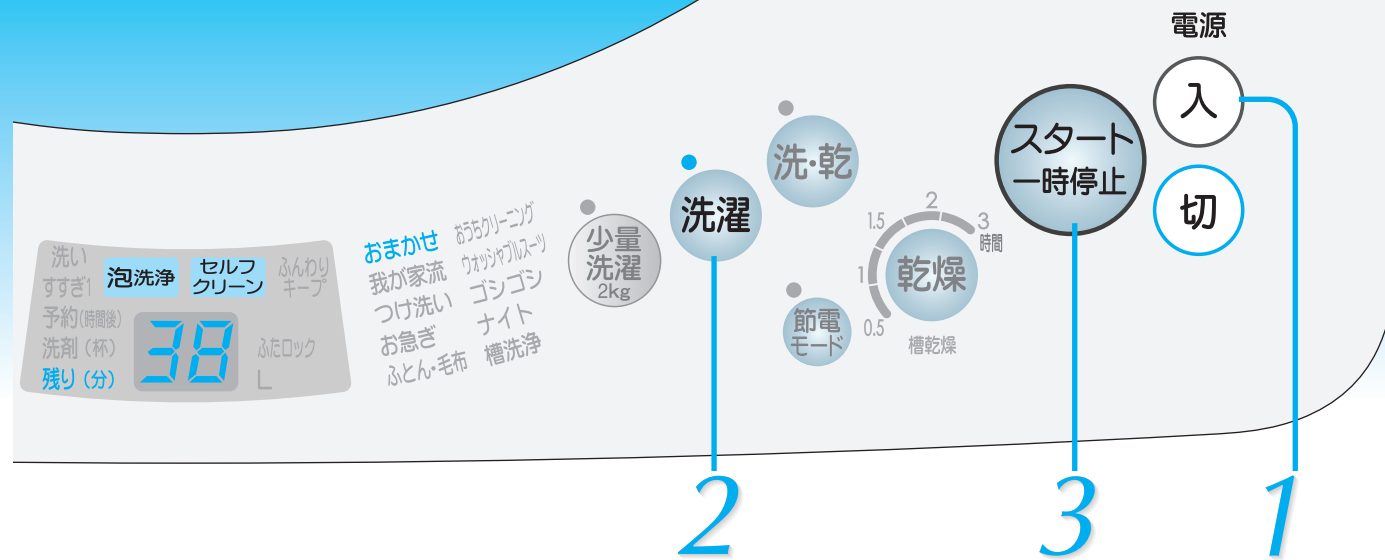 電源
入
切
スタート
一時停止
洗・乾
洗濯
少量
洗濯
2kg
節電
モード
乾燥
0.5
1
1.5
2
3
時間
槽乾燥
おまかせ
我が家流
つけ洗い
お急ぎ
ふとん・毛布
おうちクリーニング
ウォッシャブルスーツ
ゴシゴシ
ナイト
槽洗浄
洗い
すすぎ1
予約(時間後)
洗剤(杯)
残り(分)
泡洗浄
セルフ
クリーン
ふんわり
キープ
38
ふたロック
L
2
3
1